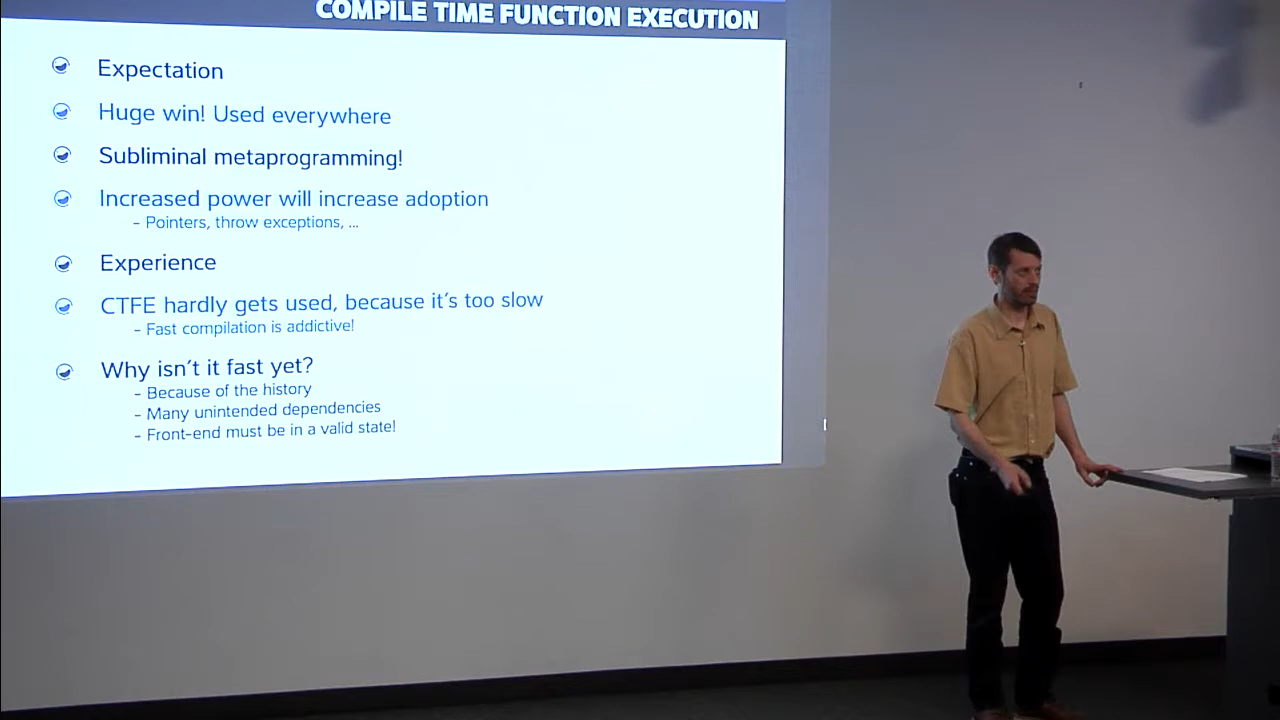 COMPILE TIME FUNCTION EXECUTION
Expectation
Huge win! Used everywhere
Subliminal metaprogramming!
Increased power will increase adoption
– Pointers, throw exceptions, ...
Experience
CTFE hardly gets used, because it's too slow
– Fast compilation is addictive!
Why isn't it fast yet?
– Because of the history
– Many unintended dependencies
– Front-end must be in a valid state!